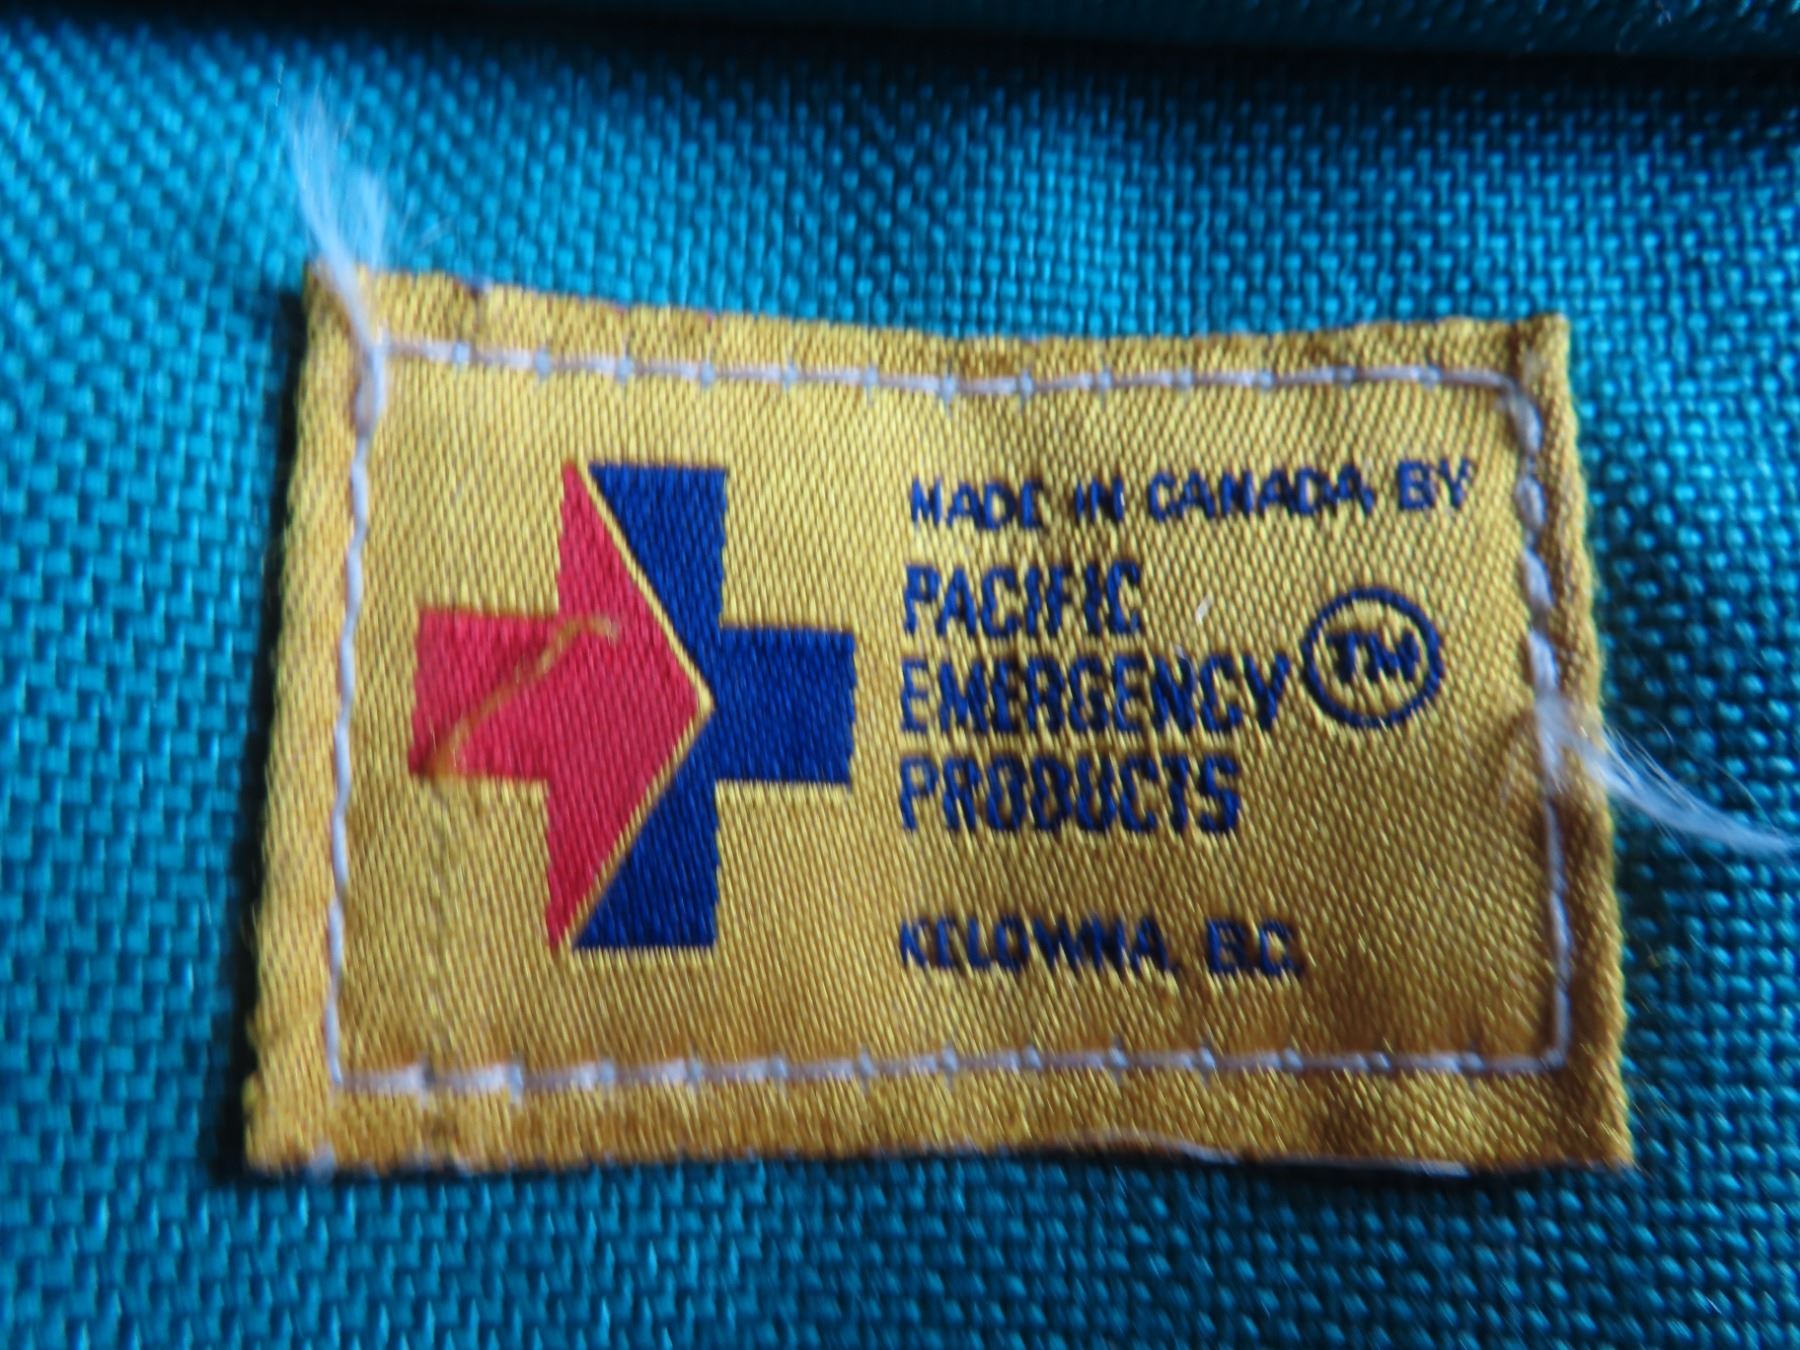 MADE IN CANADA, BY
PACIFIC
EMERGENCY TM
PRODUCTS
KELOWNA, B.C.